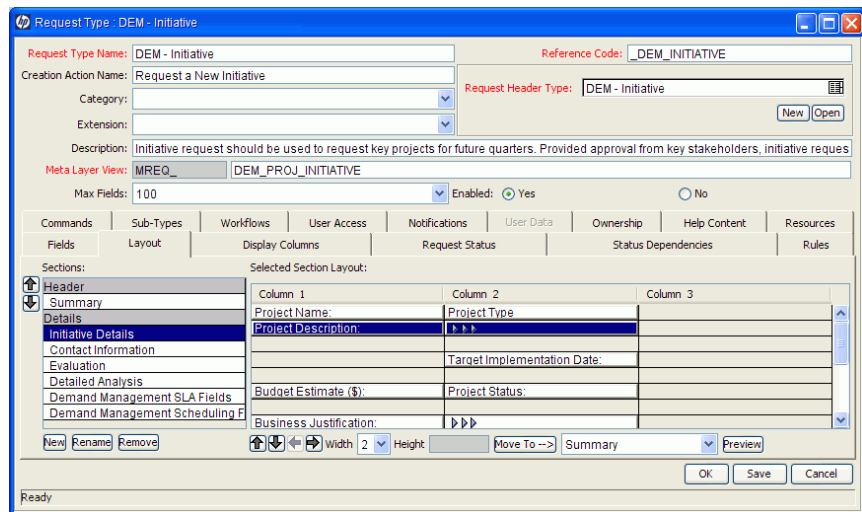 hp Request Type : DEM - Initiative
Request Type Name: DEM - Initiative Reference Code: _DEM_INITIATIVE
Creation Action Name: Request a New Initiative
Request Header Type: DEM - Initiative
Category:
New Open
Extension:
Description: Initiative request should be used to request key projects for future quarters. Provided approval from key stakeholders, initiative reques
Meta Layer View: MREQ_ DEM_PROJ_INITIATIVE
Max Fields: 100 Enabled: Yes No
Commands Sub-Types Workflows User Access Notifications User Data Ownership Help Content Resources
Fields Layout Display Columns Request Status Status Dependencies Rules
Sections: Selected Section Layout:
Header
Column 1 Column 2 Column 3
Summary
Project Name: Project Type
Details
Project Description:
Initiative Details
Contact Information
Target Implementation Date:
Evaluation
Detailed Analysis
Budget Estimate ($): Project Status:
Demand Management SLA Fields
Demand Management Scheduling F
Business Justification:
New Rename Remove Width 2 Height Move To --> Summary Preview
OK Save Cancel
Ready